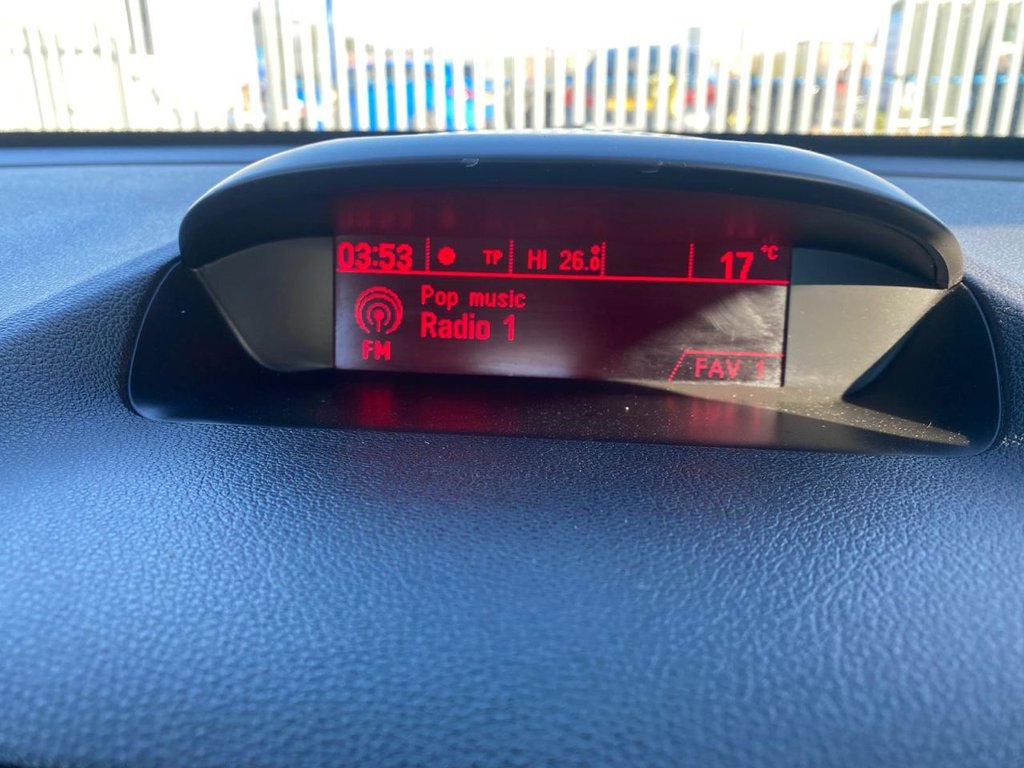 03:53 TP HI 26.0 17 °C
Pop music
Radio 1
FM
FAV 1